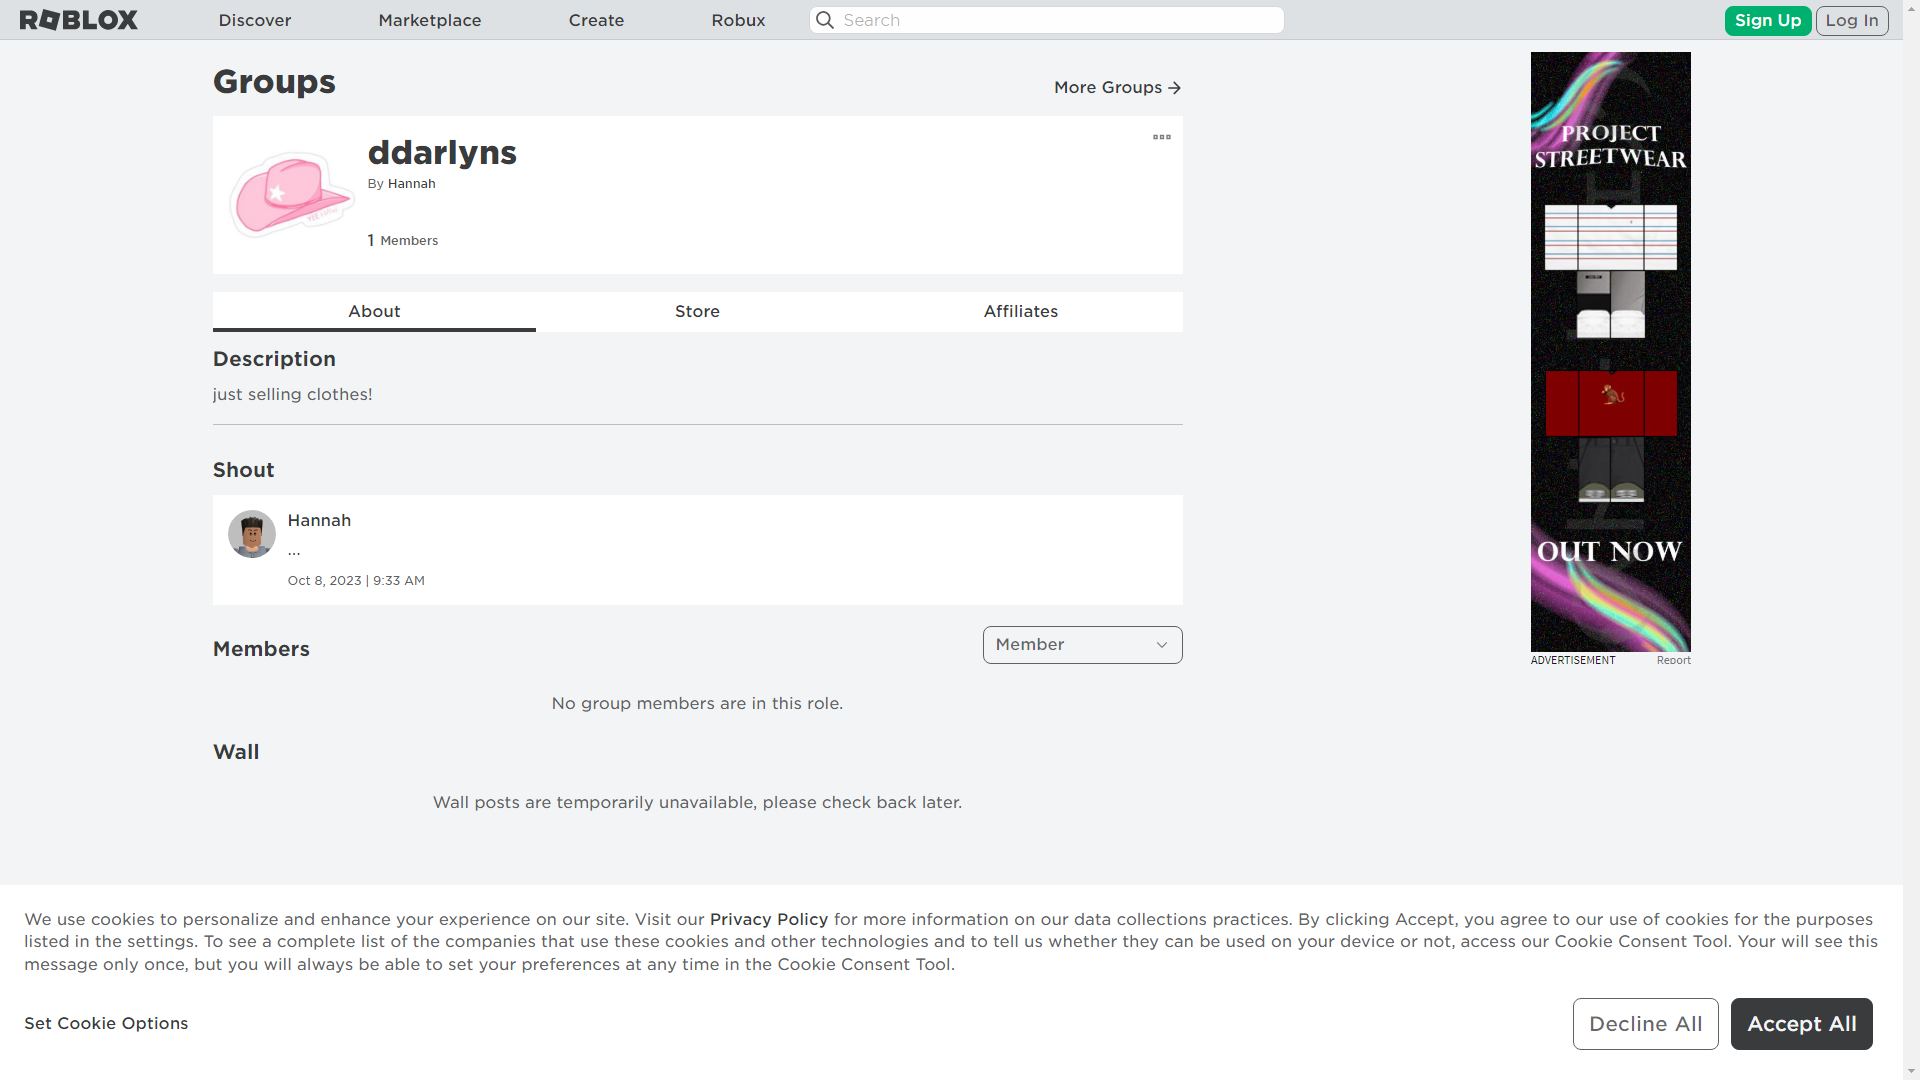 ROBLOX
Discover
Marketplace
Create
Robux
Search
Sign Up
Log In
Groups
More Groups
ddarlyns
By Hannah
1 Members
About
Store
Affiliates
Description
just selling clothes!
Shout
Hannah
...
Oct 8, 2023 | 9:33 AM
Members
Member
No group members are in this role.
Wall
Wall posts are temporarily unavailable, please check back later.
PROJECT
STREETWEAR
OUT NOW
ADVERTISEMENT
Report
We use cookies to personalize and enhance your experience on our site. Visit our Privacy Policy for more information on our data collections practices. By clicking Accept, you agree to our use of cookies for the purposes
listed in the settings. To see a complete list of the companies that use these cookies and other technologies and to tell us whether they can be used on your device or not, access our Cookie Consent Tool. Your will see this
message only once, but you will always be able to set your preferences at any time in the Cookie Consent Tool.
Set Cookie Options
Decline All
Accept All